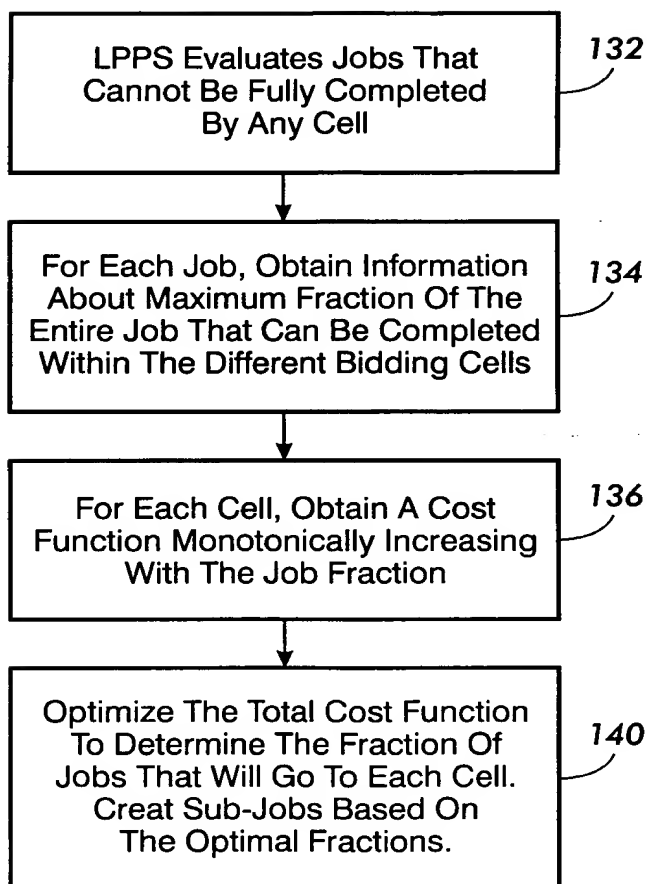 LPPS Evaluates Jobs That
Cannot Be Fully Completed
By Any Cell
132
For Each Job, Obtain Information
About Maximum Fraction Of The
Entire Job That Can Be Completed
Within The Different Bidding Cells
134
For Each Cell, Obtain A Cost
Function Monotonically Increasing
With The Job Fraction
136
Optimize The Total Cost Function
To Determine The Fraction Of
Jobs That Will Go To Each Cell.
Creat Sub-Jobs Based On
The Optimal Fractions.
140